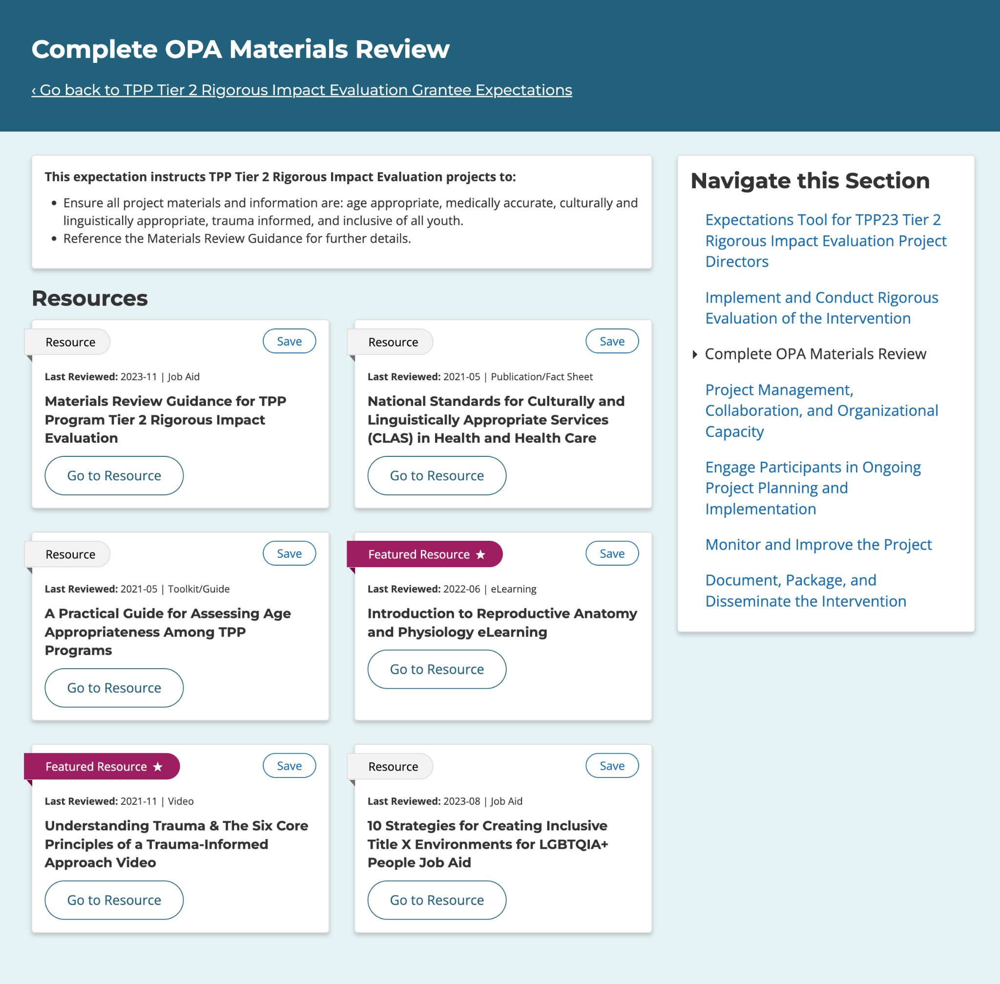 Complete OPA Materials Review
‹ Go back to TPP Tier 2 Rigorous Impact Evaluation Grantee Expectations
This expectation instructs TPP Tier 2 Rigorous Impact Evaluation projects to:
• Ensure all project materials and information are: age appropriate, medically accurate, culturally and
linguistically appropriate, trauma informed, and inclusive of all youth.
• Reference the Materials Review Guidance for further details.
Resources
Resource
Save
Last Reviewed: 2023-11 | Job Aid
Materials Review Guidance for TPP
Program Tier 2 Rigorous Impact
Evaluation
Go to Resource
Resource
Save
Last Reviewed: 2021-05 | Publication/Fact Sheet
National Standards for Culturally and
Linguistically Appropriate Services
(CLAS) in Health and Health Care
Go to Resource
Resource
Save
Last Reviewed: 2021-05 | Toolkit/Guide
A Practical Guide for Assessing Age
Appropriateness Among TPP
Programs
Go to Resource
Featured Resource ★
Save
Last Reviewed: 2022-06 | eLearning
Introduction to Reproductive Anatomy
and Physiology eLearning
Go to Resource
Featured Resource ★
Save
Last Reviewed: 2021-11 | Video
Understanding Trauma & The Six Core
Principles of a Trauma-Informed
Approach Video
Go to Resource
Resource
Save
Last Reviewed: 2023-08 | Job Aid
10 Strategies for Creating Inclusive
Title X Environments for LGBTQIA+
People Job Aid
Go to Resource
Navigate this Section
Expectations Tool for TPP23 Tier 2
Rigorous Impact Evaluation Project
Directors
Implement and Conduct Rigorous
Evaluation of the Intervention
Complete OPA Materials Review
Project Management,
Collaboration, and Organizational
Capacity
Engage Participants in Ongoing
Project Planning and
Implementation
Monitor and Improve the Project
Document, Package, and
Disseminate the Intervention